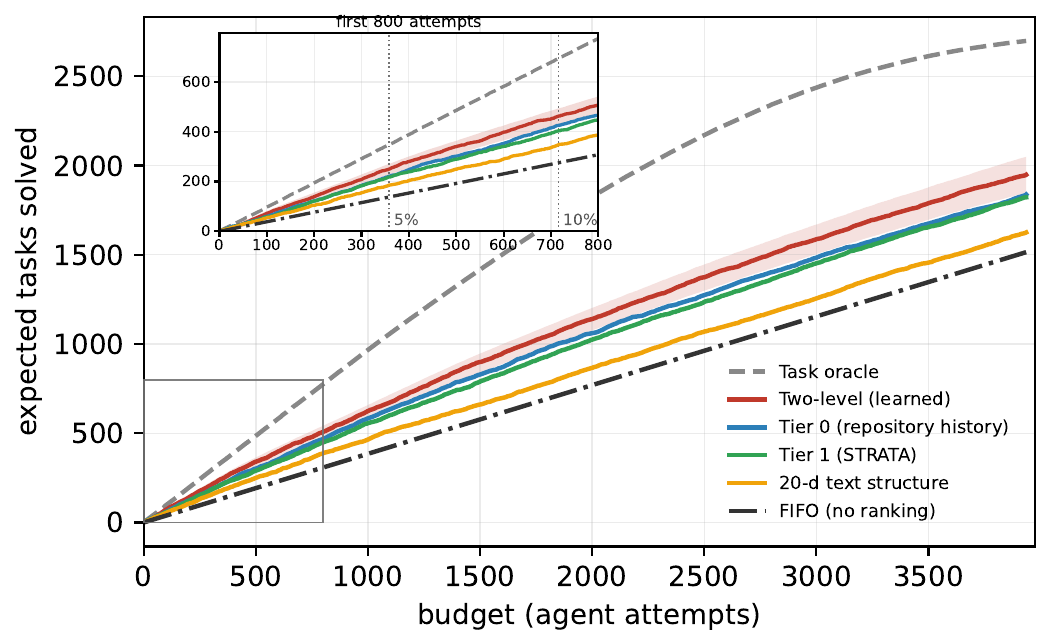 first 800 attempts
expected tasks solved
2500
2000
1500
1000
500
0
600
400
200
0
5%
10%
0 100 200 300 400 500 600 700 800
Task oracle
Two-level (learned)
Tier 0 (repository history)
Tier 1 (STRATA)
20-d text structure
FIFO (no ranking)
0 500 1000 1500 2000 2500 3000 3500
budget (agent attempts)